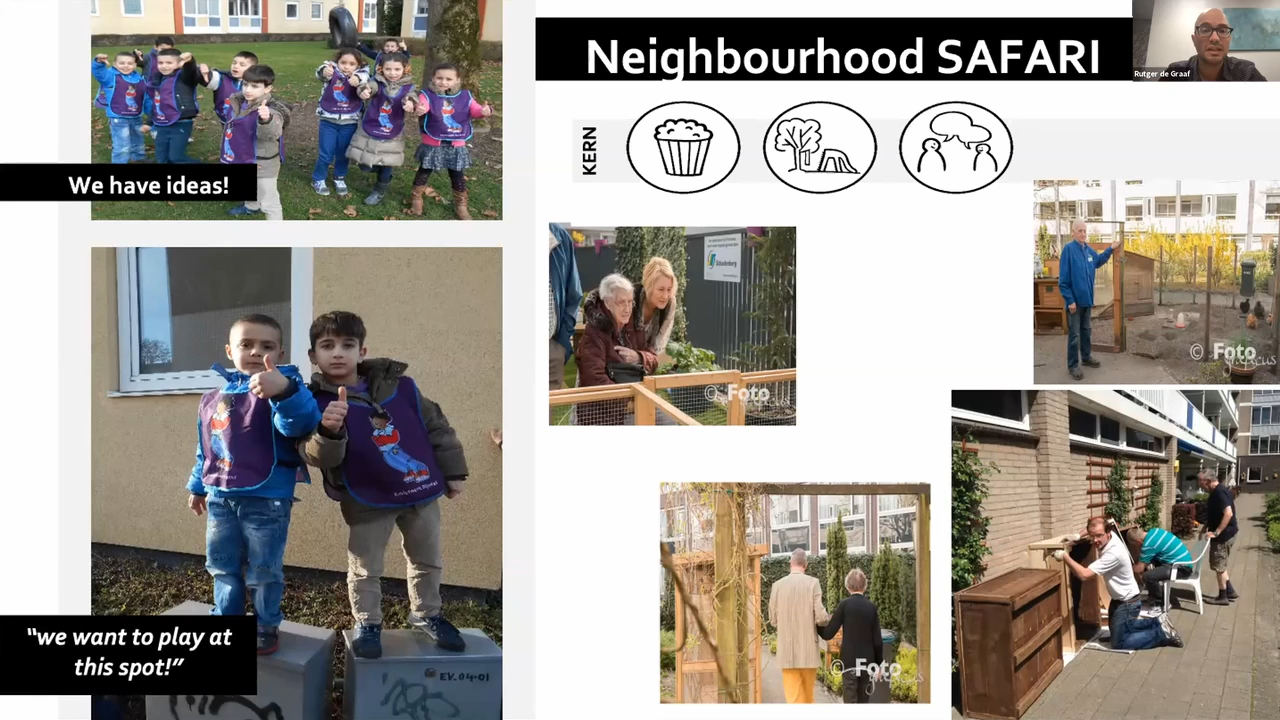 Neighbourhood SAFARI
Rutger de Graaf
KERN
We have ideas!
"we want to play at
this spot!"
EV.04-01
© Foto
© Foto
© Foto